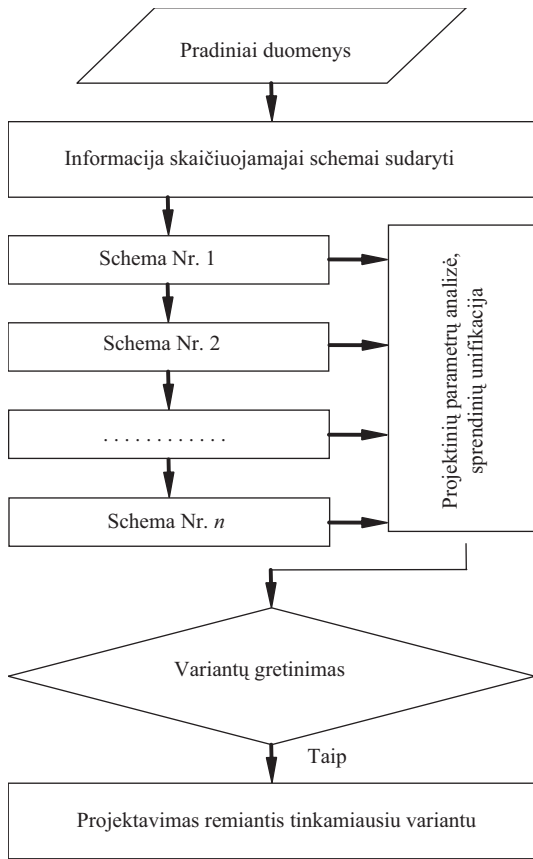 Pradiniai duomenys
Informacija skaičiuojamajai schemai sudaryti
Schema Nr. 1
Schema Nr. 2
. . . . . . . . . . . .
Schema Nr. n
Projektinių parametrų analizė,
sprendinių unifikacija
Variantų gretinimas
Taip
Projektavimas remiantis tinkamiausiu variantu